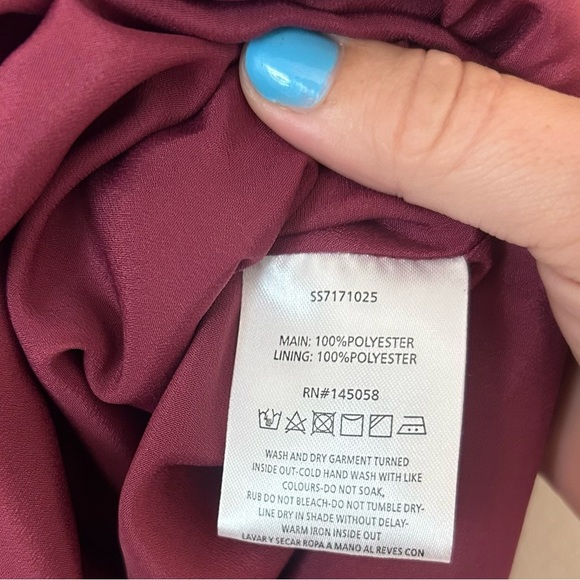 SS7171025
MAIN: 100%POLYESTER
LINING: 100%POLYESTER
RN#145058
WASH AND DRY GARMENT TURNED
INSIDE OUT-COLD HAND WASH WITH LIKE
COLOURS-DO NOT SOAK,
RUB DO NOT BLEACH-DO NOT TUMBLE DRY-
LINE DRY IN SHADE WITHOUT DELAY-
WARM IRON INSIDE OUT
LAVAR Y SECAR ROPA A MANO AL REVES CON